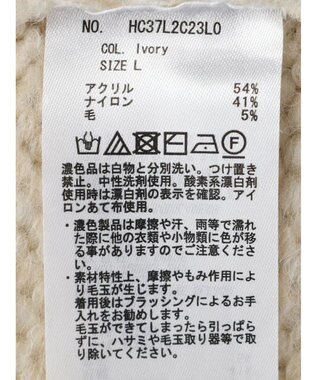 NO. HC37L2C23LO
COL. Ivory
SIZE L
アクリル 54%
ナイロン 41%
毛 5%
濃色品は白物と分別洗い。つけ置き
禁止。中性洗剤使用。酸素系漂白剤
使用時は漂白剤の表示を確認。アイ
ロンあて布使用。
・濃色製品は摩擦や汗、雨等で濡れ
た際に他の衣類や小物類に色が移
る事がありますのでご注意くださ
い。
・素材特性上、摩擦やもみ作用によ
り毛玉が生じます。
着用後はブラッシングによるお手
入れをお勧めします。
毛玉ができてしまったら引っぱら
ずに、ハサミや毛玉取り器等で取
り除いてください。